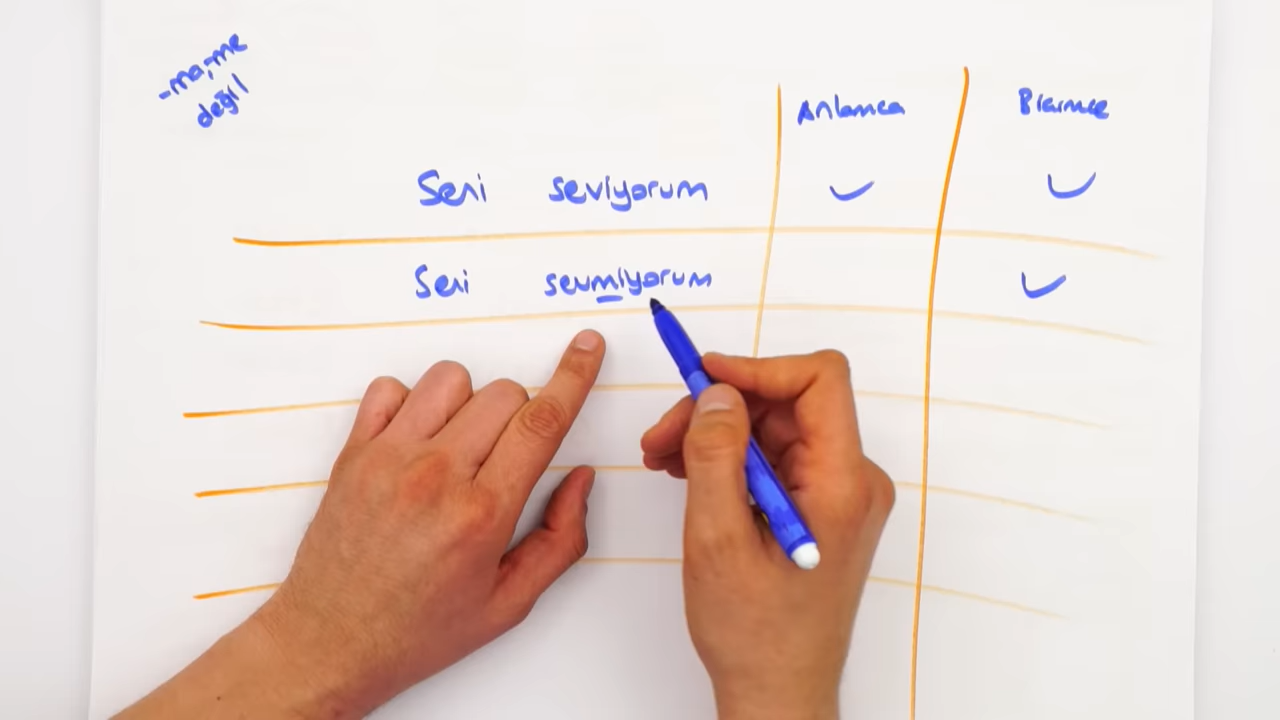 -ma,-me
değil
Anlamca Biçimce
Seni seviyorum
Seni sevmiyorum